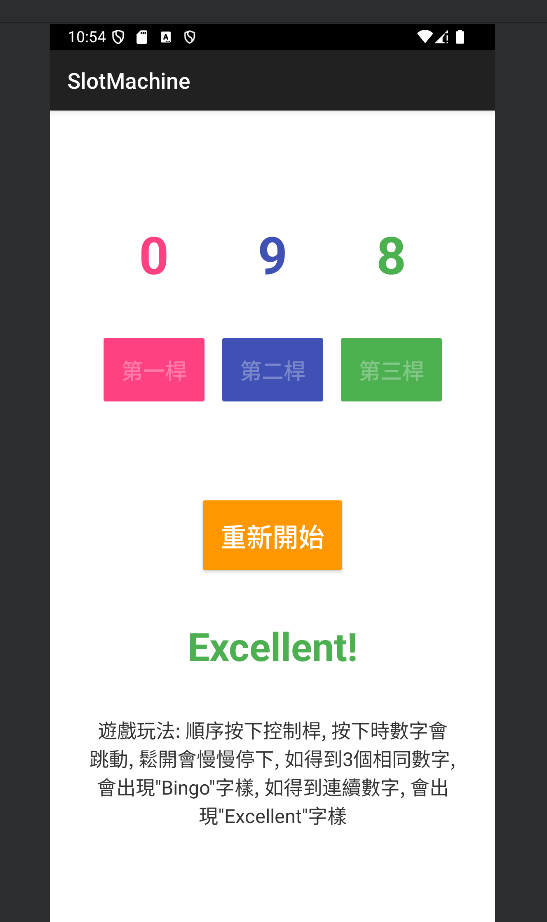 10:54
SlotMachine
0 9 8
第一桿 第二桿 第三桿
重新開始
Excellent!
遊戲玩法: 順序按下控制桿, 按下時數字會
跳動, 鬆開會慢慢停下, 如得到3個相同數字,
會出現"Bingo"字樣, 如得到連續數字, 會出
現"Excellent"字樣